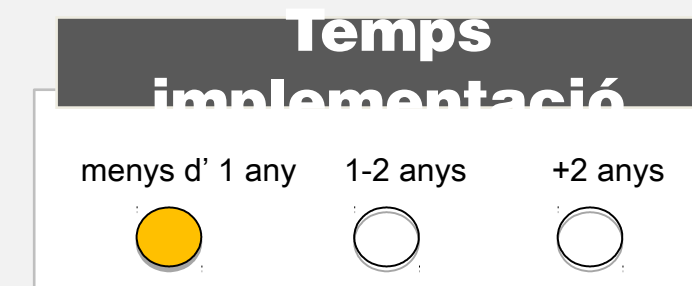 Temps
implementació
menys d’ 1 any 1-2 anys +2 anys